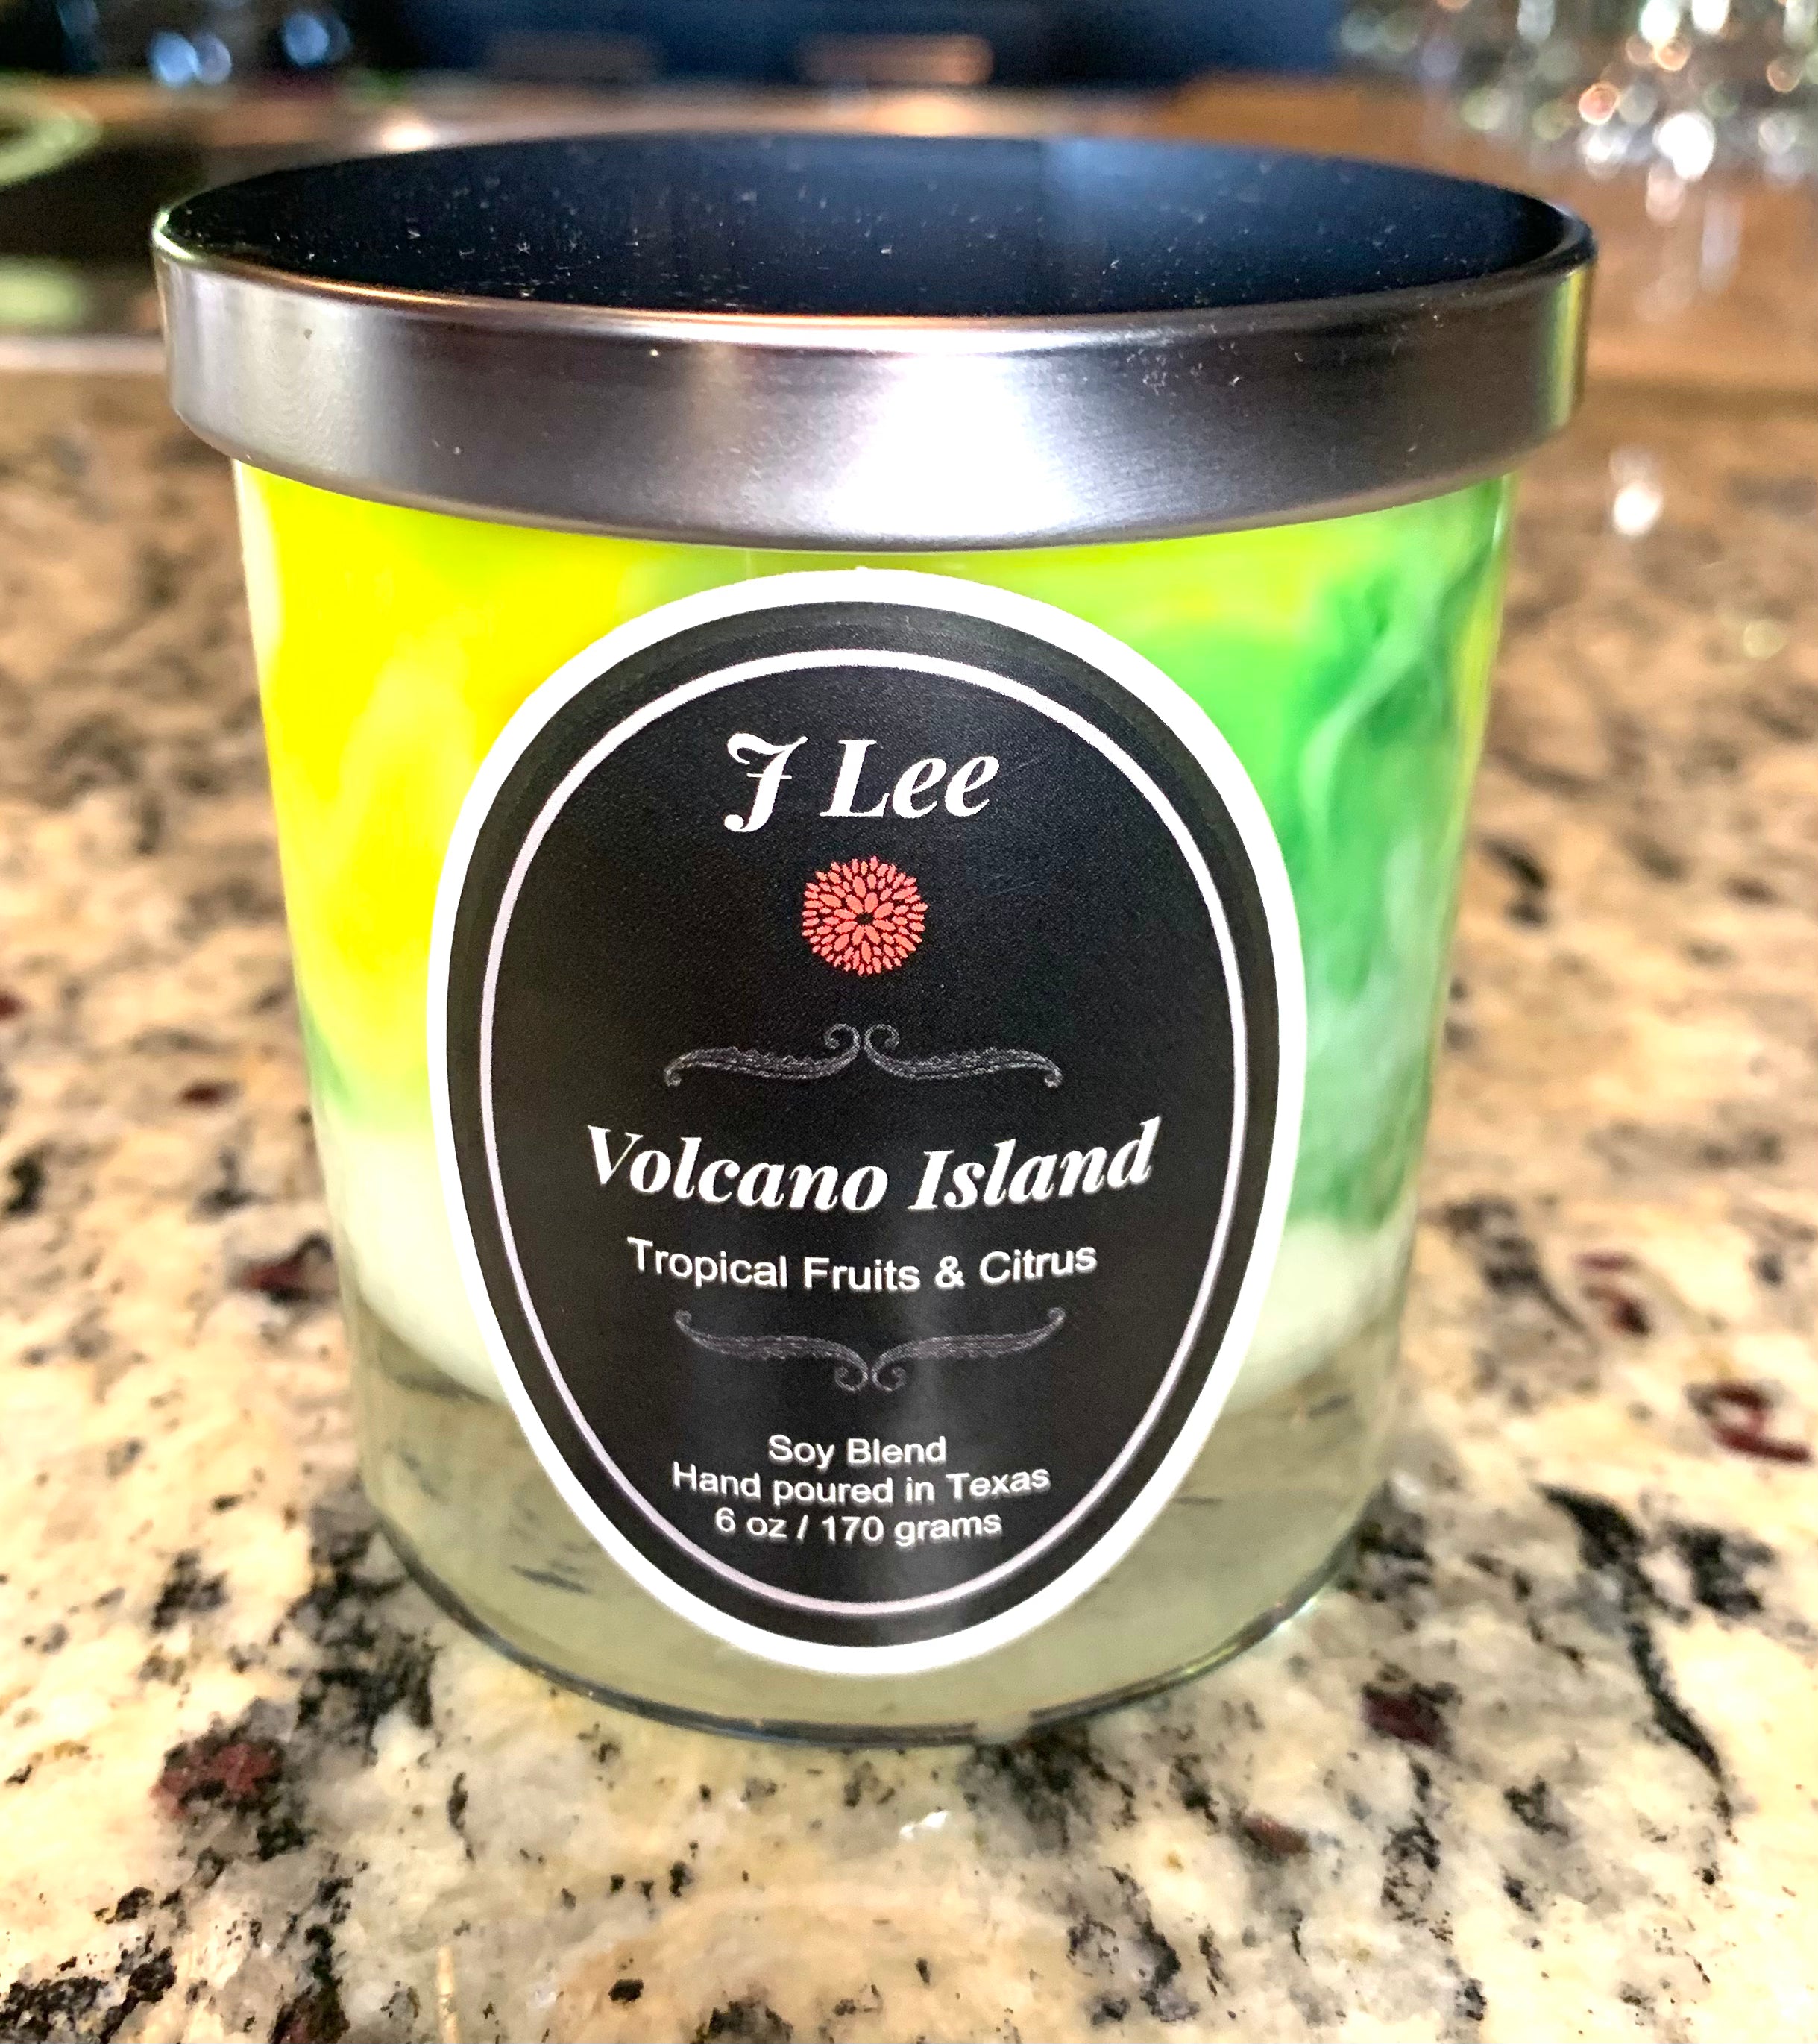 J Lee
Volcano Island
Tropical Fruits & Citrus
Soy Blend
Hand poured in Texas
6 oz / 170 grams